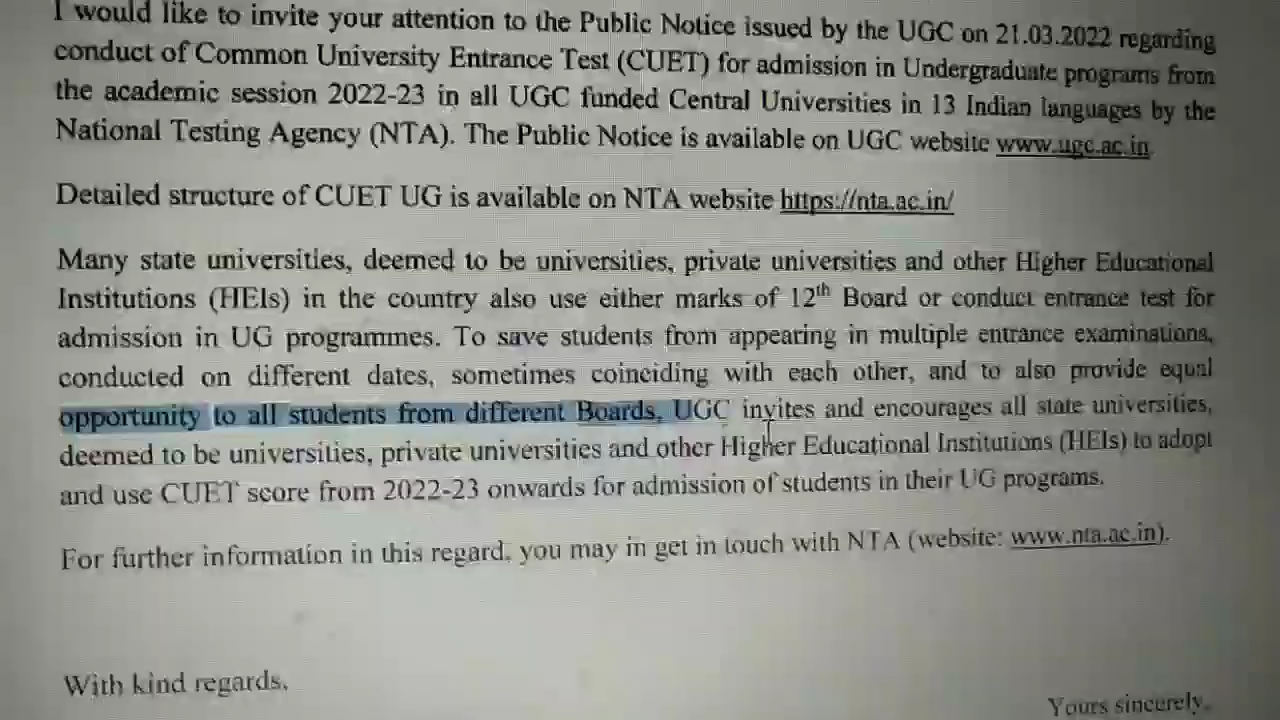 I would like to invite your attention to the Public Notice issued by the UGC on 21.03.2022 regarding
conduct of Common University Entrance Test (CUET) for admission in Undergraduate programs from
the academic session 2022-23 in all UGC funded Central Universities in 13 Indian languages by the
National Testing Agency (NTA). The Public Notice is available on UGC website www.ugc.ac.in
Detailed structure of CUET UG is available on NTA website https://nta.ac.in/
Many state universities, deemed to be universities, private universities and other Higher Educational
Institutions (HEIs) in the country also use either marks of 12th Board or conduct entrance test for
admission in UG programmes. To save students from appearing in multiple entrance examinations,
conducted on different dates, sometimes coinciding with each other, and to also provide equal
opportunity to all students from different Boards, UGC invites and encourages all state universities,
deemed to be universities, private universities and other Higher Educational Institutions (HEIs) to adopt
and use CUET score from 2022-23 onwards for admission of students in their UG programs.
For further information in this regard, you may in get in touch with NTA (website: www.nta.ac.in).
With kind regards,
Yours sincerely,